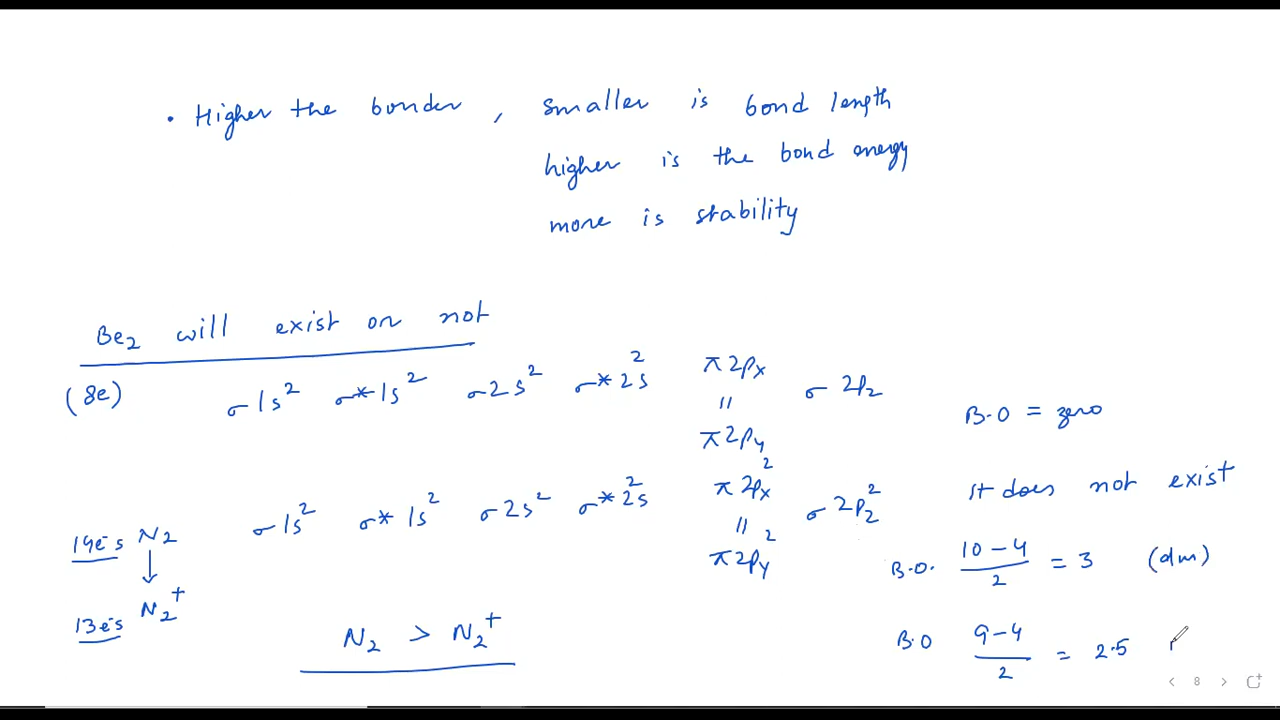 • Higher the bonder , smaller is bond length
higher is the bond energy
more is stability
Be₂ will exist or not
(8e) σ1s² σ*1s² σ2s² σ*2s² π2px = π2py σ2pz
B.O = zero
It does not exist
14e⁻s N₂ σ1s² σ*1s² σ2s² σ*2s² π2px² = π2py² σ2pz²
B.O. (10-4)/2 = 3 (dm)
↓
13e⁻s N₂⁺
N₂ > N₂⁺
B.O (9-4)/2 = 2.5
8